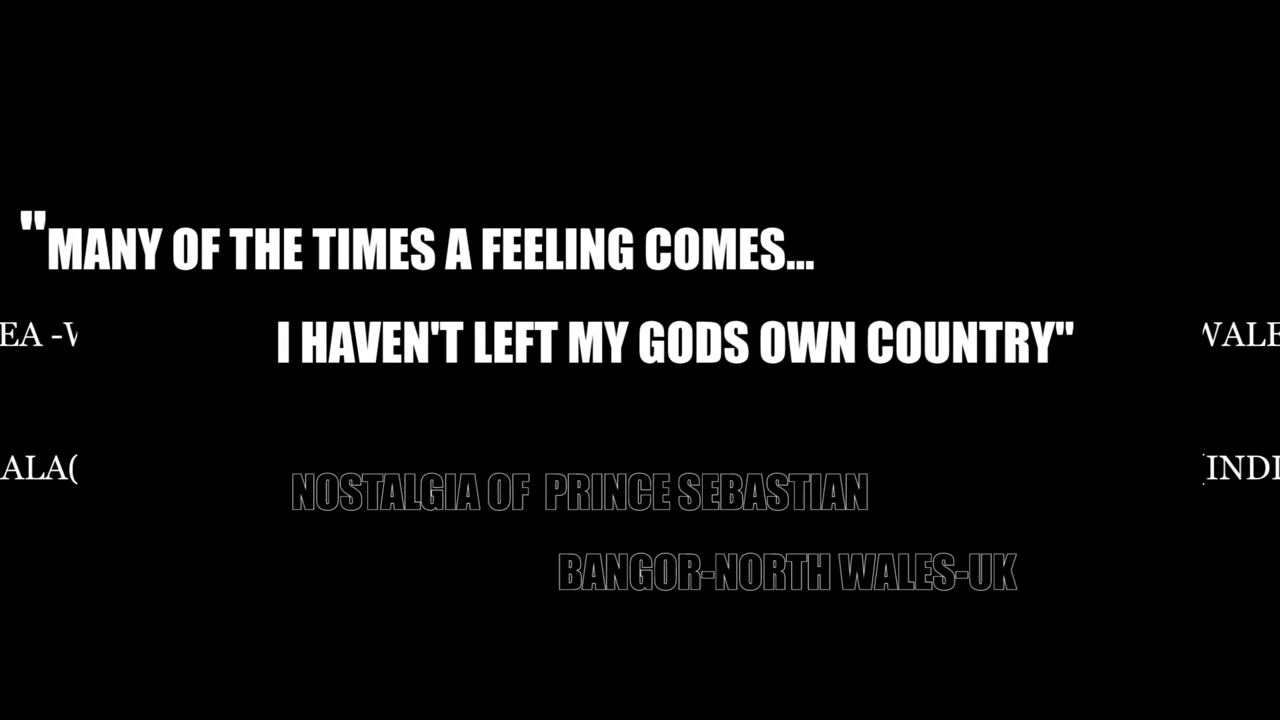 "MANY OF THE TIMES A FEELING COMES...
I HAVEN'T LEFT MY GODS OWN COUNTRY"
NOSTALGIA OF PRINCE SEBASTIAN
BANGOR-NORTH WALES-UK